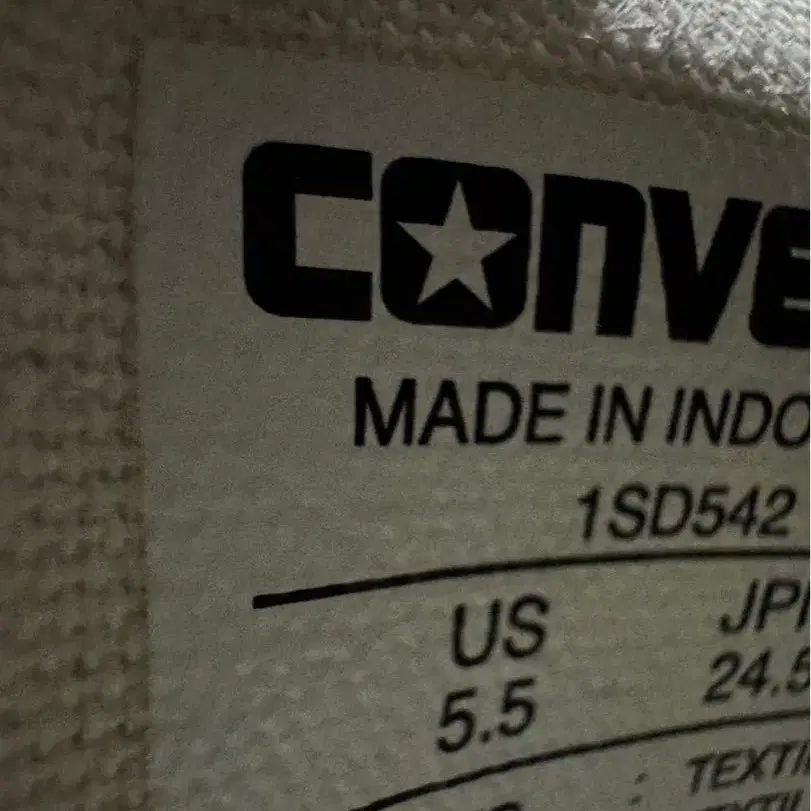 CONVE
MADE IN INDO
1SD542
US JP
5.5 24.5
: TEXTI